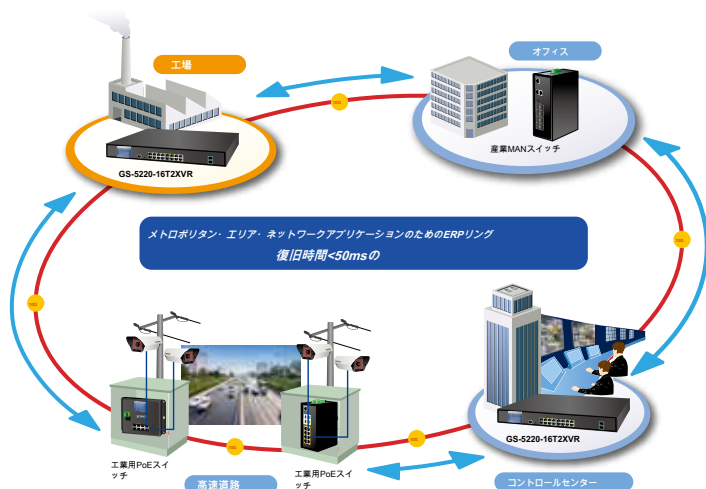 工場
オフィス
産業MANスイッチ
GS-5220-16T2XVR
メトロポリタン・エリア・ネットワークアプリケーションのためのERPリング
復旧時間<50msの
GS-5220-16T2XVR
工業用PoEスイ
ッチ
高速道路
工業用PoEスイ
ッチ
コントロールセンター